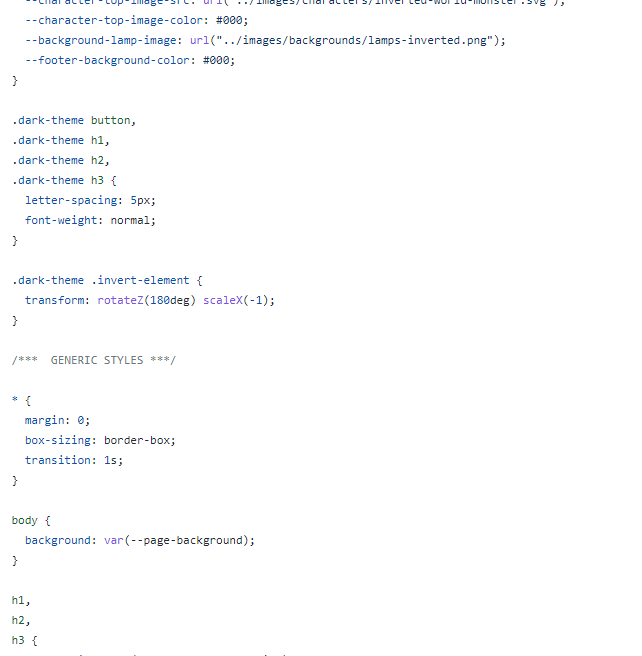 --character-top-image-src: url("../images/characters/inverted-world-monster.svg");
--character-top-image-color: #000;
--background-lamp-image: url("../images/backgrounds/lamps-inverted.png");
--footer-background-color: #000;
}
.dark-theme button,
.dark-theme h1,
.dark-theme h2,
.dark-theme h3 {
letter-spacing: 5px;
font-weight: normal;
}
.dark-theme .invert-element {
transform: rotateZ(180deg) scaleX(-1);
}
/*** GENERIC STYLES ***/
* {
margin: 0;
box-sizing: border-box;
transition: 1s;
}
body {
background: var(--page-background);
}
h1,
h2,
h3 {